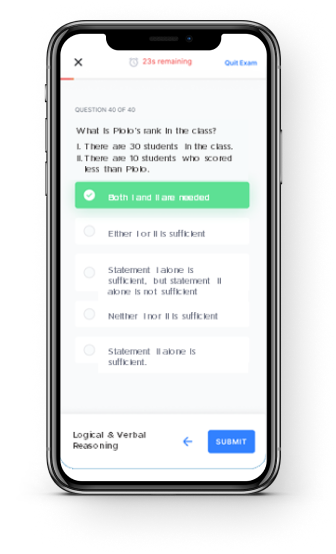 23s remaining
Quit Exam
QUESTION 40 OF 40
What is Piolo's rank in the class?
I. There are 30 students in the class.
II. There are 10 students who scored
less than Piolo.
Both I and II are needed
Either I or II is sufficient
Statement I alone is
sufficient, but statement II
alone is not sufficient
Neither I nor II is sufficient
Statement II alone is
sufficient.
Logical & Verbal
Reasoning
SUBMIT